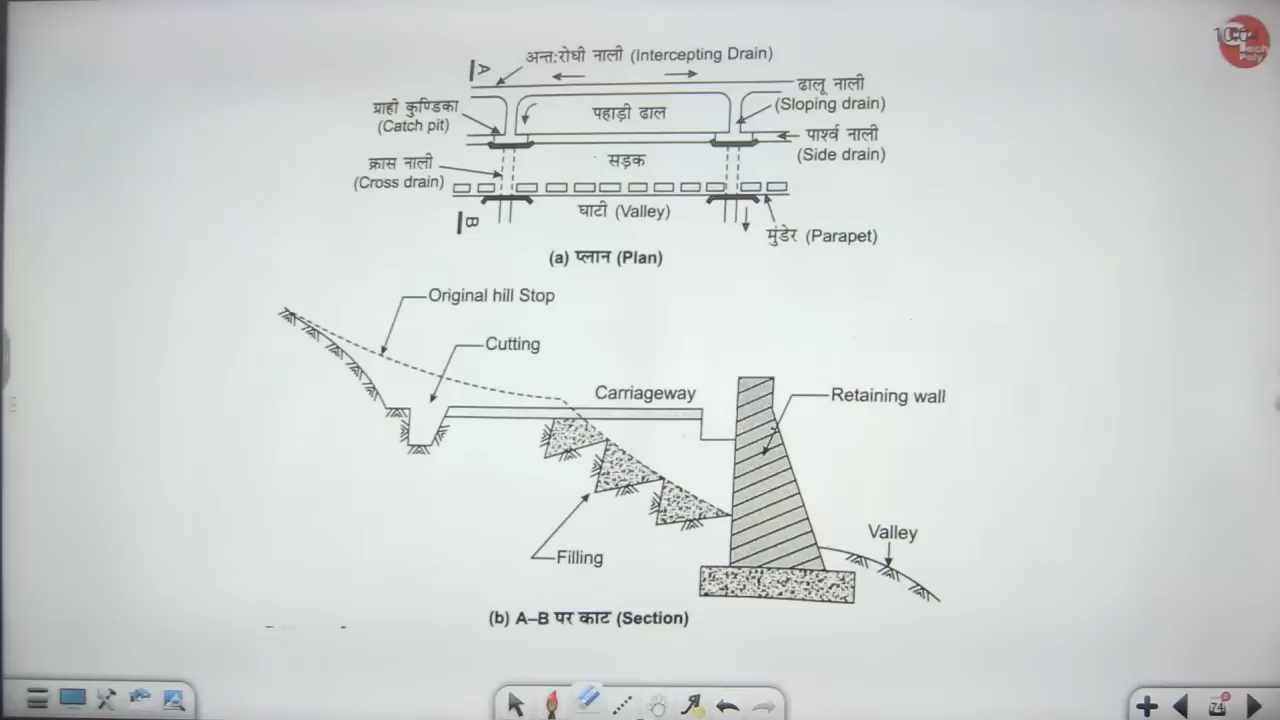 A
अन्त:रोधी नाली (Intercepting Drain)
ढालू नाली
(Sloping drain)
ग्राही कुण्डिका
(Catch pit)
पहाड़ी ढाल
पार्श्व नाली
(Side drain)
क्रास नाली
(Cross drain)
सड़क
B
घाटी (Valley)
मुंडेर (Parapet)
(a) प्लान (Plan)
Original hill Stop
Cutting
Carriageway
Retaining wall
Valley
Filling
(b) A–B पर काट (Section)
74